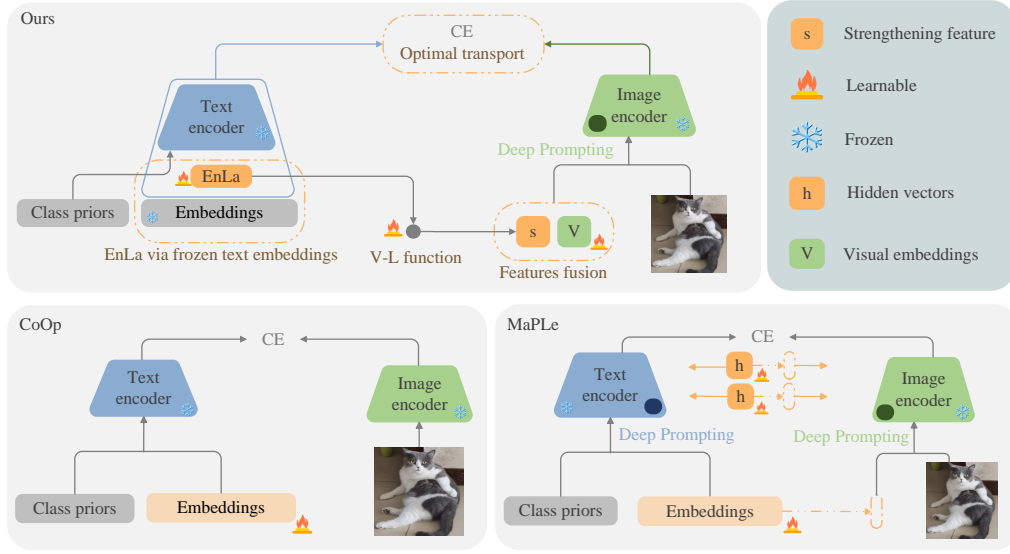 Ours
CE
Optimal transport
Text
encoder
Image
encoder
Deep Prompting
EnLa
Class priors
Embeddings
EnLa via frozen text embeddings
V-L function
s
V
Features fusion
s
Strengthening feature
Learnable
Frozen
h
Hidden vectors
V
Visual embeddings
CoOp
CE
Text
encoder
Image
encoder
Class priors
Embeddings
MaPLe
CE
Text
encoder
h
h
Image
encoder
Deep Prompting
Deep Prompting
Class priors
Embeddings